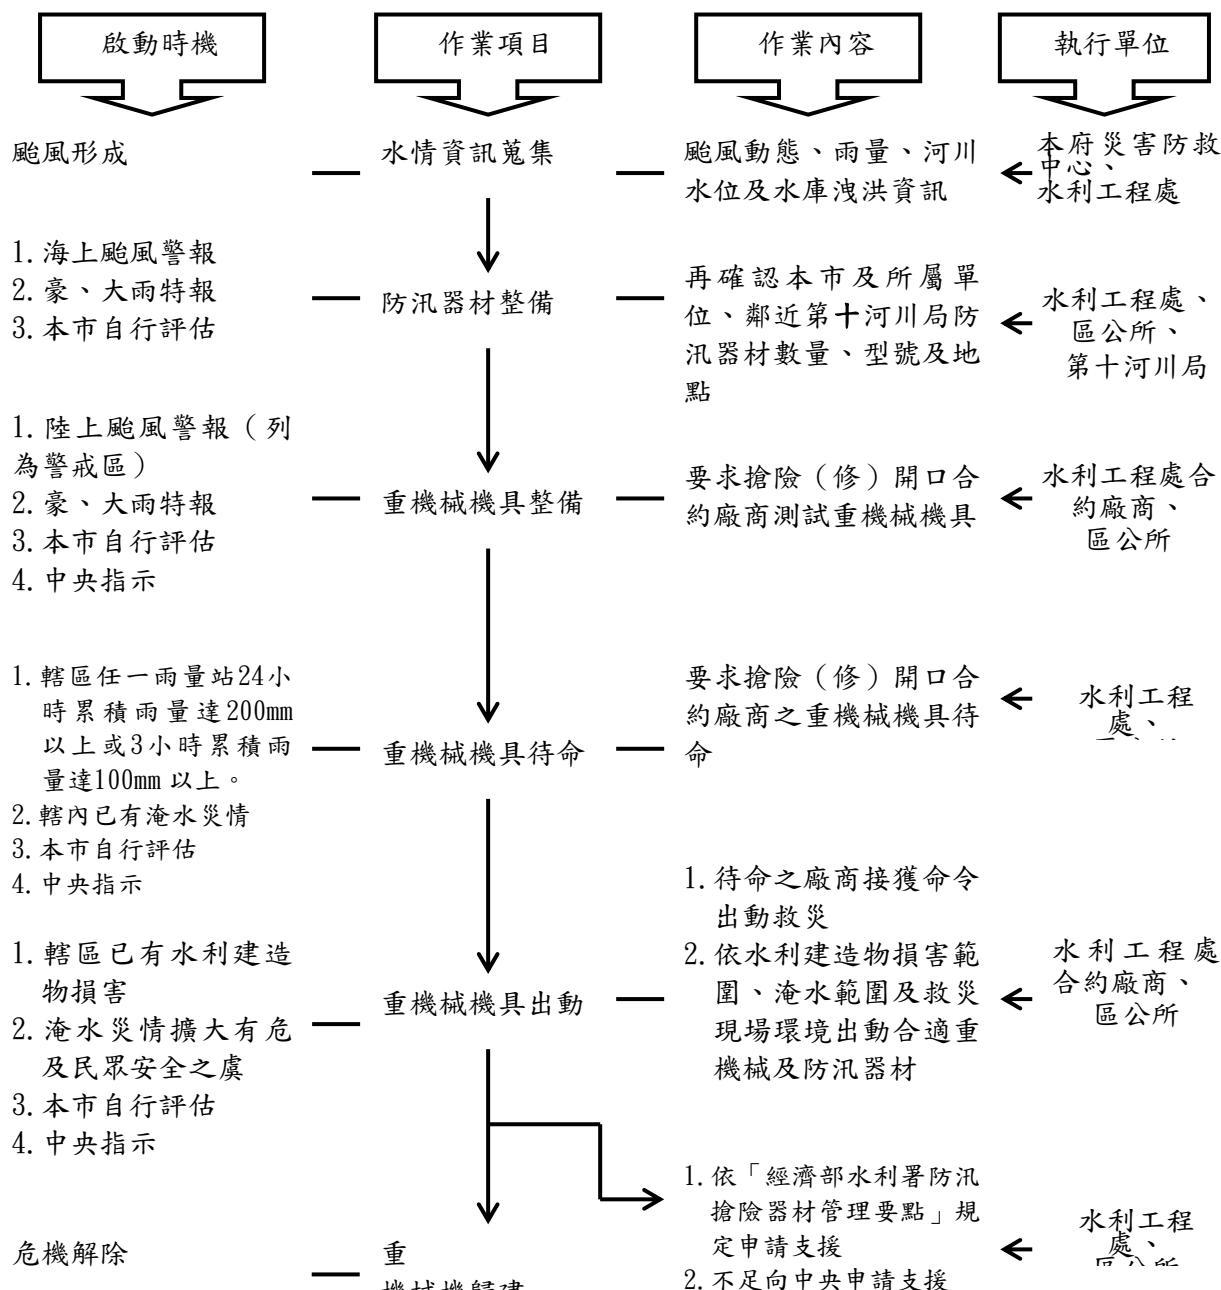 啟動時機
作業項目
作業內容
執行單位
颱風形成
水情資訊蒐集
颱風動態、雨量、河川
水位及水庫洩洪資訊
本府災害防救
中心、
水利工程處
1.海上颱風警報
2.豪、大雨特報
3.本市自行評估
防汛器材整備
再確認本市及所屬單
位、鄰近第十河川局防
汛器材數量、型號及地
點
水利工程處、
區公所、
第十河川局
1.陸上颱風警報（列
為警戒區）
2.豪、大雨特報
3.本市自行評估
4.中央指示
重機械機具整備
要求搶險（修）開口合
約廠商測試重機械機具
水利工程處合
約廠商、
區公所
1.轄區任一雨量站24小
時累積雨量達200mm
以上或3小時累積雨
量達100mm以上。
2.轄內已有淹水災情
3.本市自行評估
4.中央指示
重機械機具待命
要求搶險（修）開口合
約廠商之重機械機具待
命
水利工程
處、
1.轄區已有水利建造
物損害
2.淹水災情擴大有危
及民眾安全之虞
3.本市自行評估
4.中央指示
重機械機具出動
1.待命之廠商接獲命令
出動救災
2.依水利建造物損害範
圍、淹水範圍及救災
現場環境出動合適重
機械及防汛器材
水利工程處
合約廠商、
區公所
1.依「經濟部水利署防汛
搶險器材管理要點」規
定申請支援
2.不足向中央申請支援
水利工程
處、
危機解除
重
機械機歸建